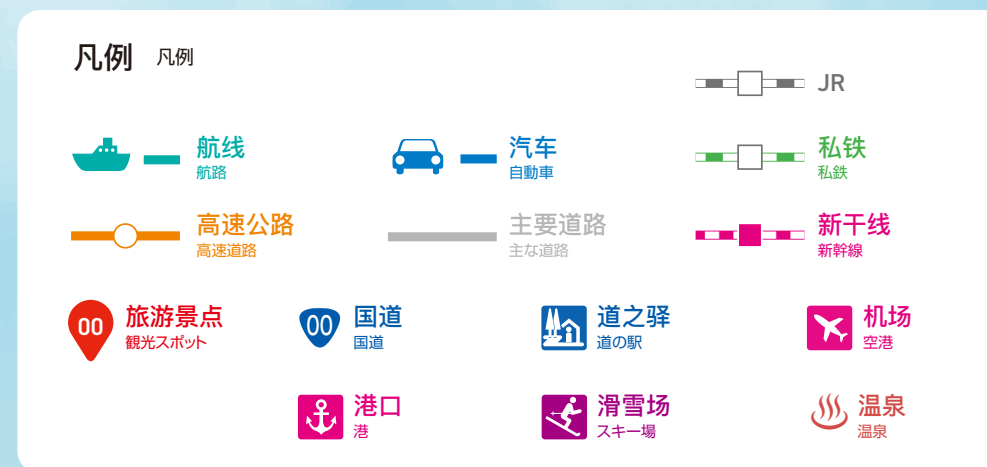 凡例 凡例
JR
航线
航路
汽车
自動車
私铁
私鉄
高速公路
高速道路
主要道路
主な道路
新干线
新幹線
00
旅游景点
観光スポット
00
国道
国道
道之驿
道の駅
机场
空港
港口
港
滑雪场
スキー場
温泉
温泉